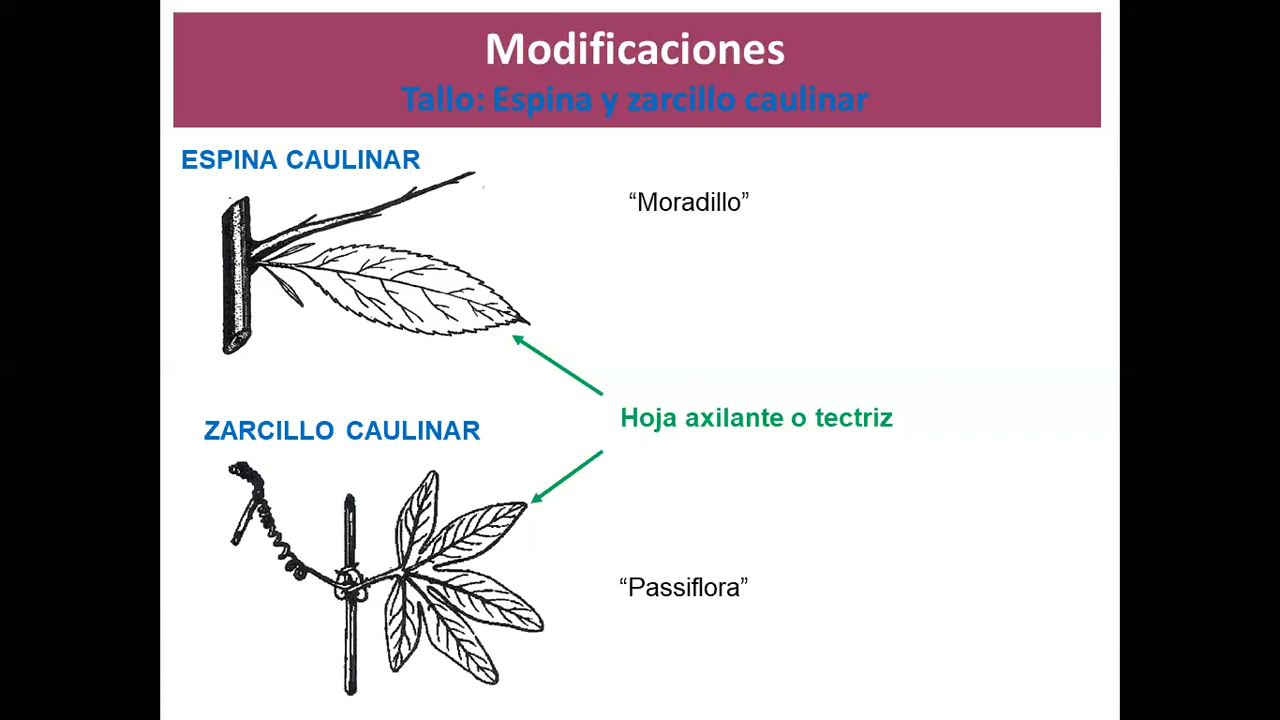 Modificaciones
Tallo: Espina y zarcillo caulinar
ESPINA CAULINAR
“Moradillo”
Hoja axilante o tectriz
ZARCILLO CAULINAR
“Passiflora”